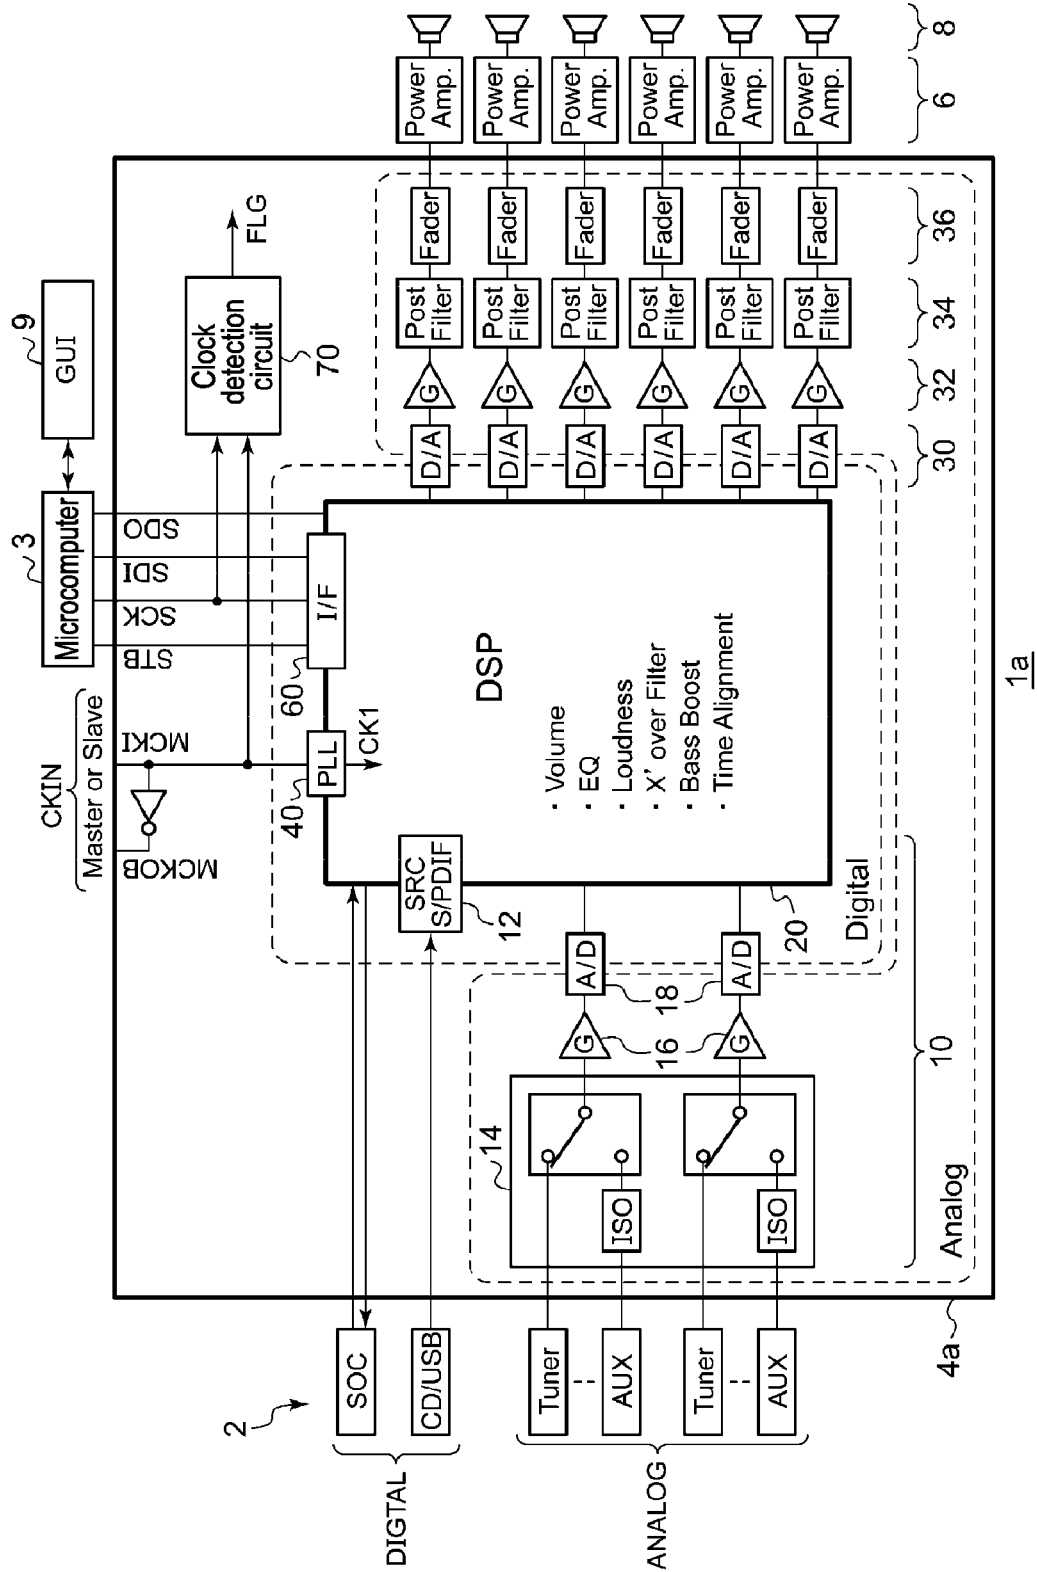 CKIN
Master or Slave
MCKOB
MCKI
3
Microcomputer
9
GUI
STB
SCK
SDI
SDO
Clock
detection
circuit
70
FLG
2
SOC
CD/USB
DIGTAL
Tuner
AUX
Tuner
AUX
ANALOG
14
ISO
ISO
G
G
16
A/D
A/D
18
SRC
S/PDIF
12
40
PLL
CK1
60
I/F
DSP
· Volume
· EQ
· Loudness
· X' over Filter
· Bass Boost
· Time Alignment
20
Digital
Analog
10
D/A
G
Post
Filter
Fader
Power
Amp.
D/A
G
Post
Filter
Fader
Power
Amp.
D/A
G
Post
Filter
Fader
Power
Amp.
D/A
G
Post
Filter
Fader
Power
Amp.
D/A
G
Post
Filter
Fader
Power
Amp.
D/A
G
Post
Filter
Fader
Power
Amp.
30
32
34
36
6
8
4a
1a